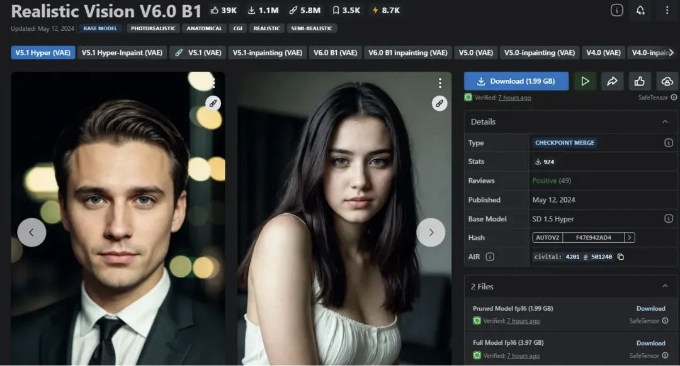 Realistic Vision V6.0 B1 39K 1.1M 5.8M 3.5K 8.7K
Updated: May 12, 2024 BASE MODEL PHOTOREALISTIC ANATOMICAL CGI REALISTIC SEMI-REALISTIC
V5.1 Hyper (VAE) V5.1 Hyper-Inpaint (VAE) V5.1 (VAE) V5.1-inpainting (VAE) V6.0 B1 (VAE) V6.0 B1 inpainting (VAE) V5.0 (VAE) V5.0-inpainting (VAE) V4.0 (VAE) V4.0-inpain
Download (1.99 GB)
Verified: 7 hours ago SafeTensor
Details
Type CHECKPOINT MERGE
Stats 924
Reviews Positive (49)
Published May 12, 2024
Base Model SD 1.5 Hyper
Hash AUTOV2 F47E942AD4
AIR civitai: 4201 @ 501240
2 Files
Pruned Model fp16 (1.99 GB) Download
Verified: 7 hours ago SafeTensor
Full Model fp16 (3.97 GB) Download
Verified: 7 hours ago SafeTensor